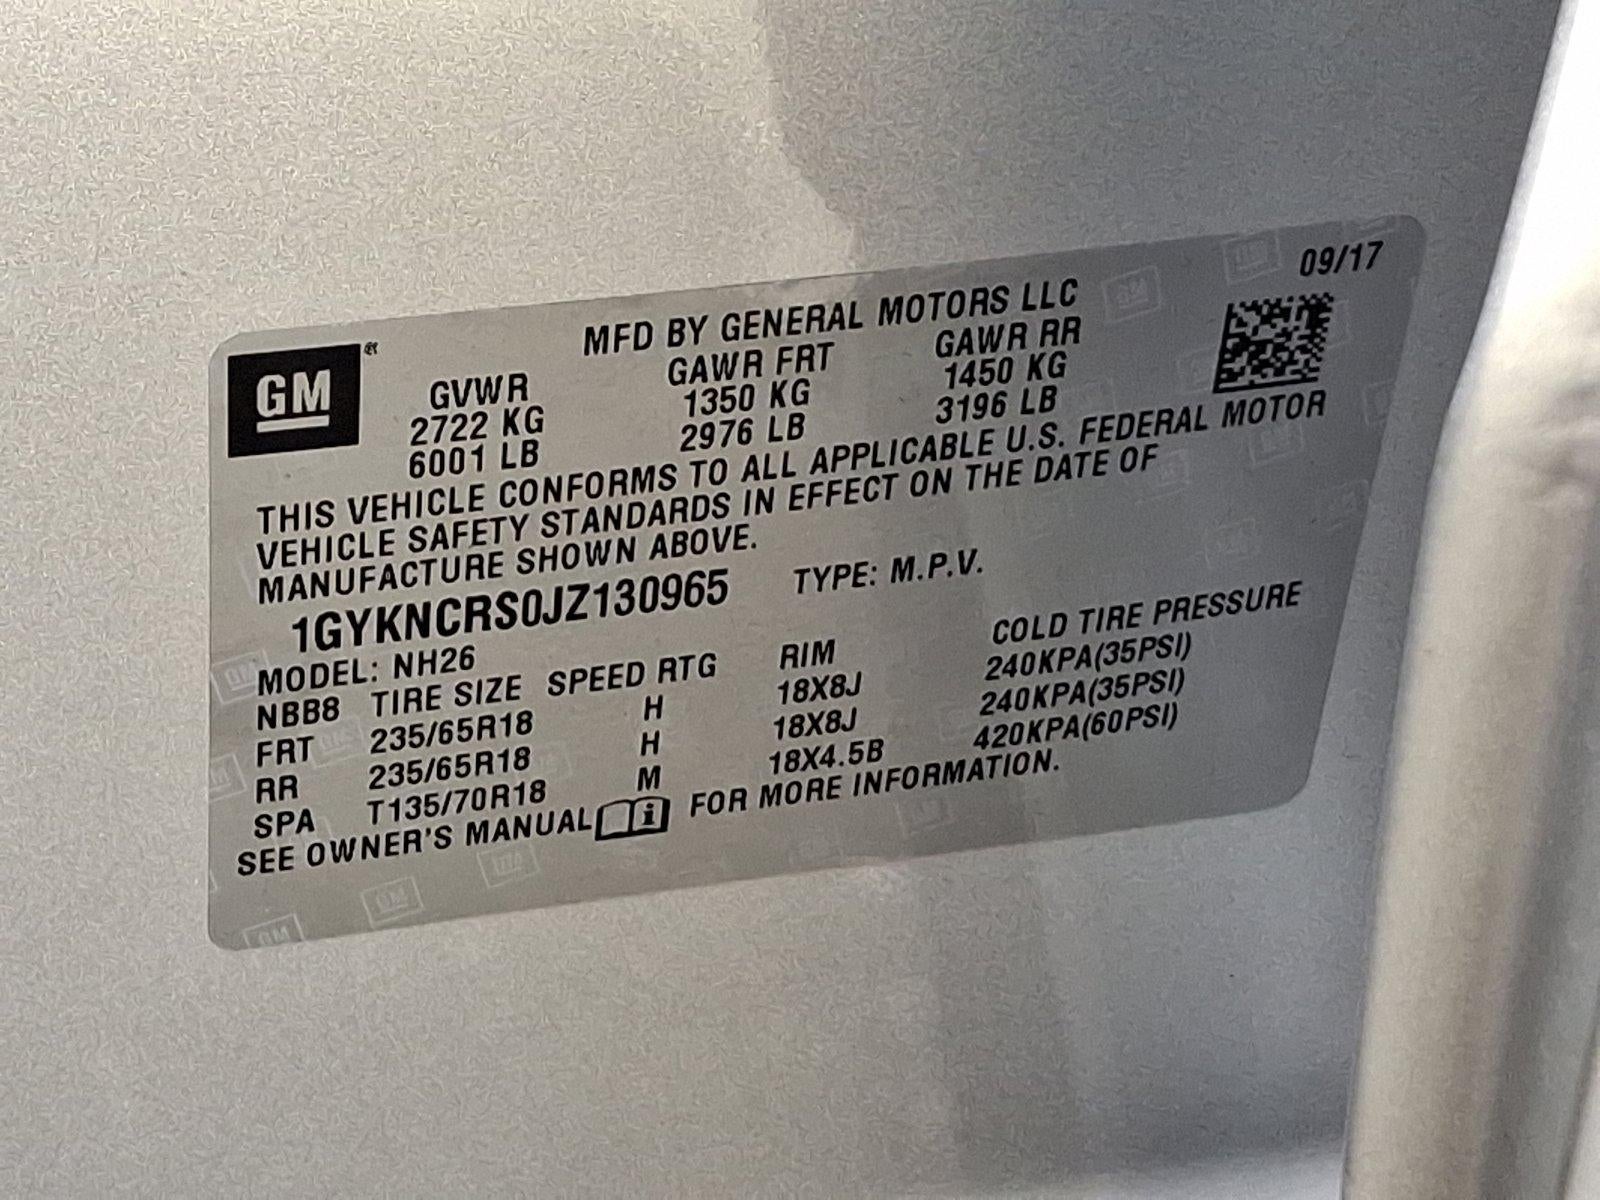 09/17
MFD BY GENERAL MOTORS LLC
GM
GVWR GAWR FRT GAWR RR
2722 KG 1350 KG 1450 KG
6001 LB 2976 LB 3196 LB
THIS VEHICLE CONFORMS TO ALL APPLICABLE U.S. FEDERAL MOTOR
VEHICLE SAFETY STANDARDS IN EFFECT ON THE DATE OF
MANUFACTURE SHOWN ABOVE.
1GYKNCRS0JZ130965 TYPE: M.P.V.
MODEL: NH26
NBB8 TIRE SIZE SPEED RTG RIM COLD TIRE PRESSURE
FRT 235/65R18 H 18X8J 240KPA(35PSI)
RR 235/65R18 H 18X8J 240KPA(35PSI)
SPA T135/70R18 M 18X4.5B 420KPA(60PSI)
SEE OWNER'S MANUAL i FOR MORE INFORMATION.